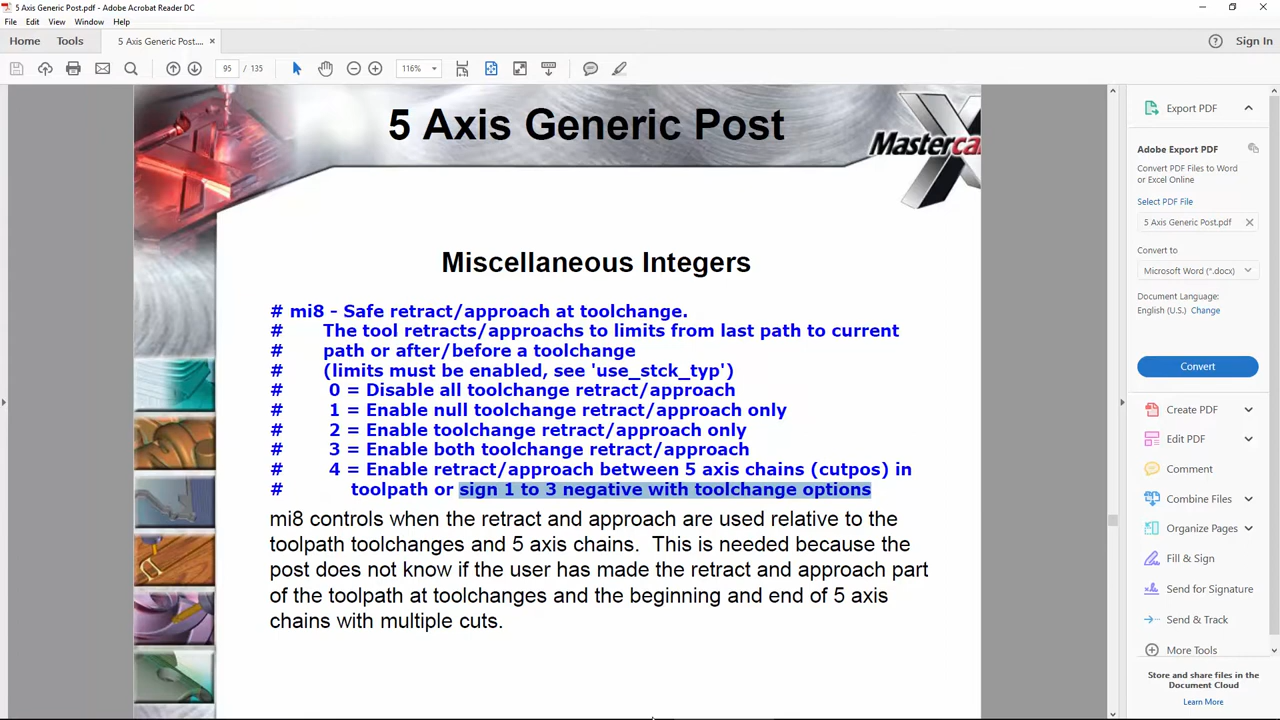 5 Axis Generic Post.pdf - Adobe Acrobat Reader DC
File Edit View Window Help
Home Tools 5 Axis Generic Post.... × Sign In
95 / 135 116%
5 Axis Generic Post
Masterca
Miscellaneous Integers
# mi8 - Safe retract/approach at toolchange.
# The tool retracts/approachs to limits from last path to current
# path or after/before a toolchange
# (limits must be enabled, see 'use_stck_typ')
# 0 = Disable all toolchange retract/approach
# 1 = Enable null toolchange retract/approach only
# 2 = Enable toolchange retract/approach only
# 3 = Enable both toolchange retract/approach
# 4 = Enable retract/approach between 5 axis chains (cutpos) in
# toolpath or sign 1 to 3 negative with toolchange options
mi8 controls when the retract and approach are used relative to the
toolpath toolchanges and 5 axis chains. This is needed because the
post does not know if the user has made the retract and approach part
of the toolpath at toolchanges and the beginning and end of 5 axis
chains with multiple cuts.
Export PDF
Adobe Export PDF
Convert PDF Files to Word
or Excel Online
Select PDF File
5 Axis Generic Post.pdf
Convert to
Microsoft Word (*.docx)
Document Language:
English (U.S.) Change
Convert
Create PDF
Edit PDF
Comment
Combine Files
Organize Pages
Fill & Sign
Send for Signature
Send & Track
More Tools
Store and share files in the
Document Cloud
Learn More